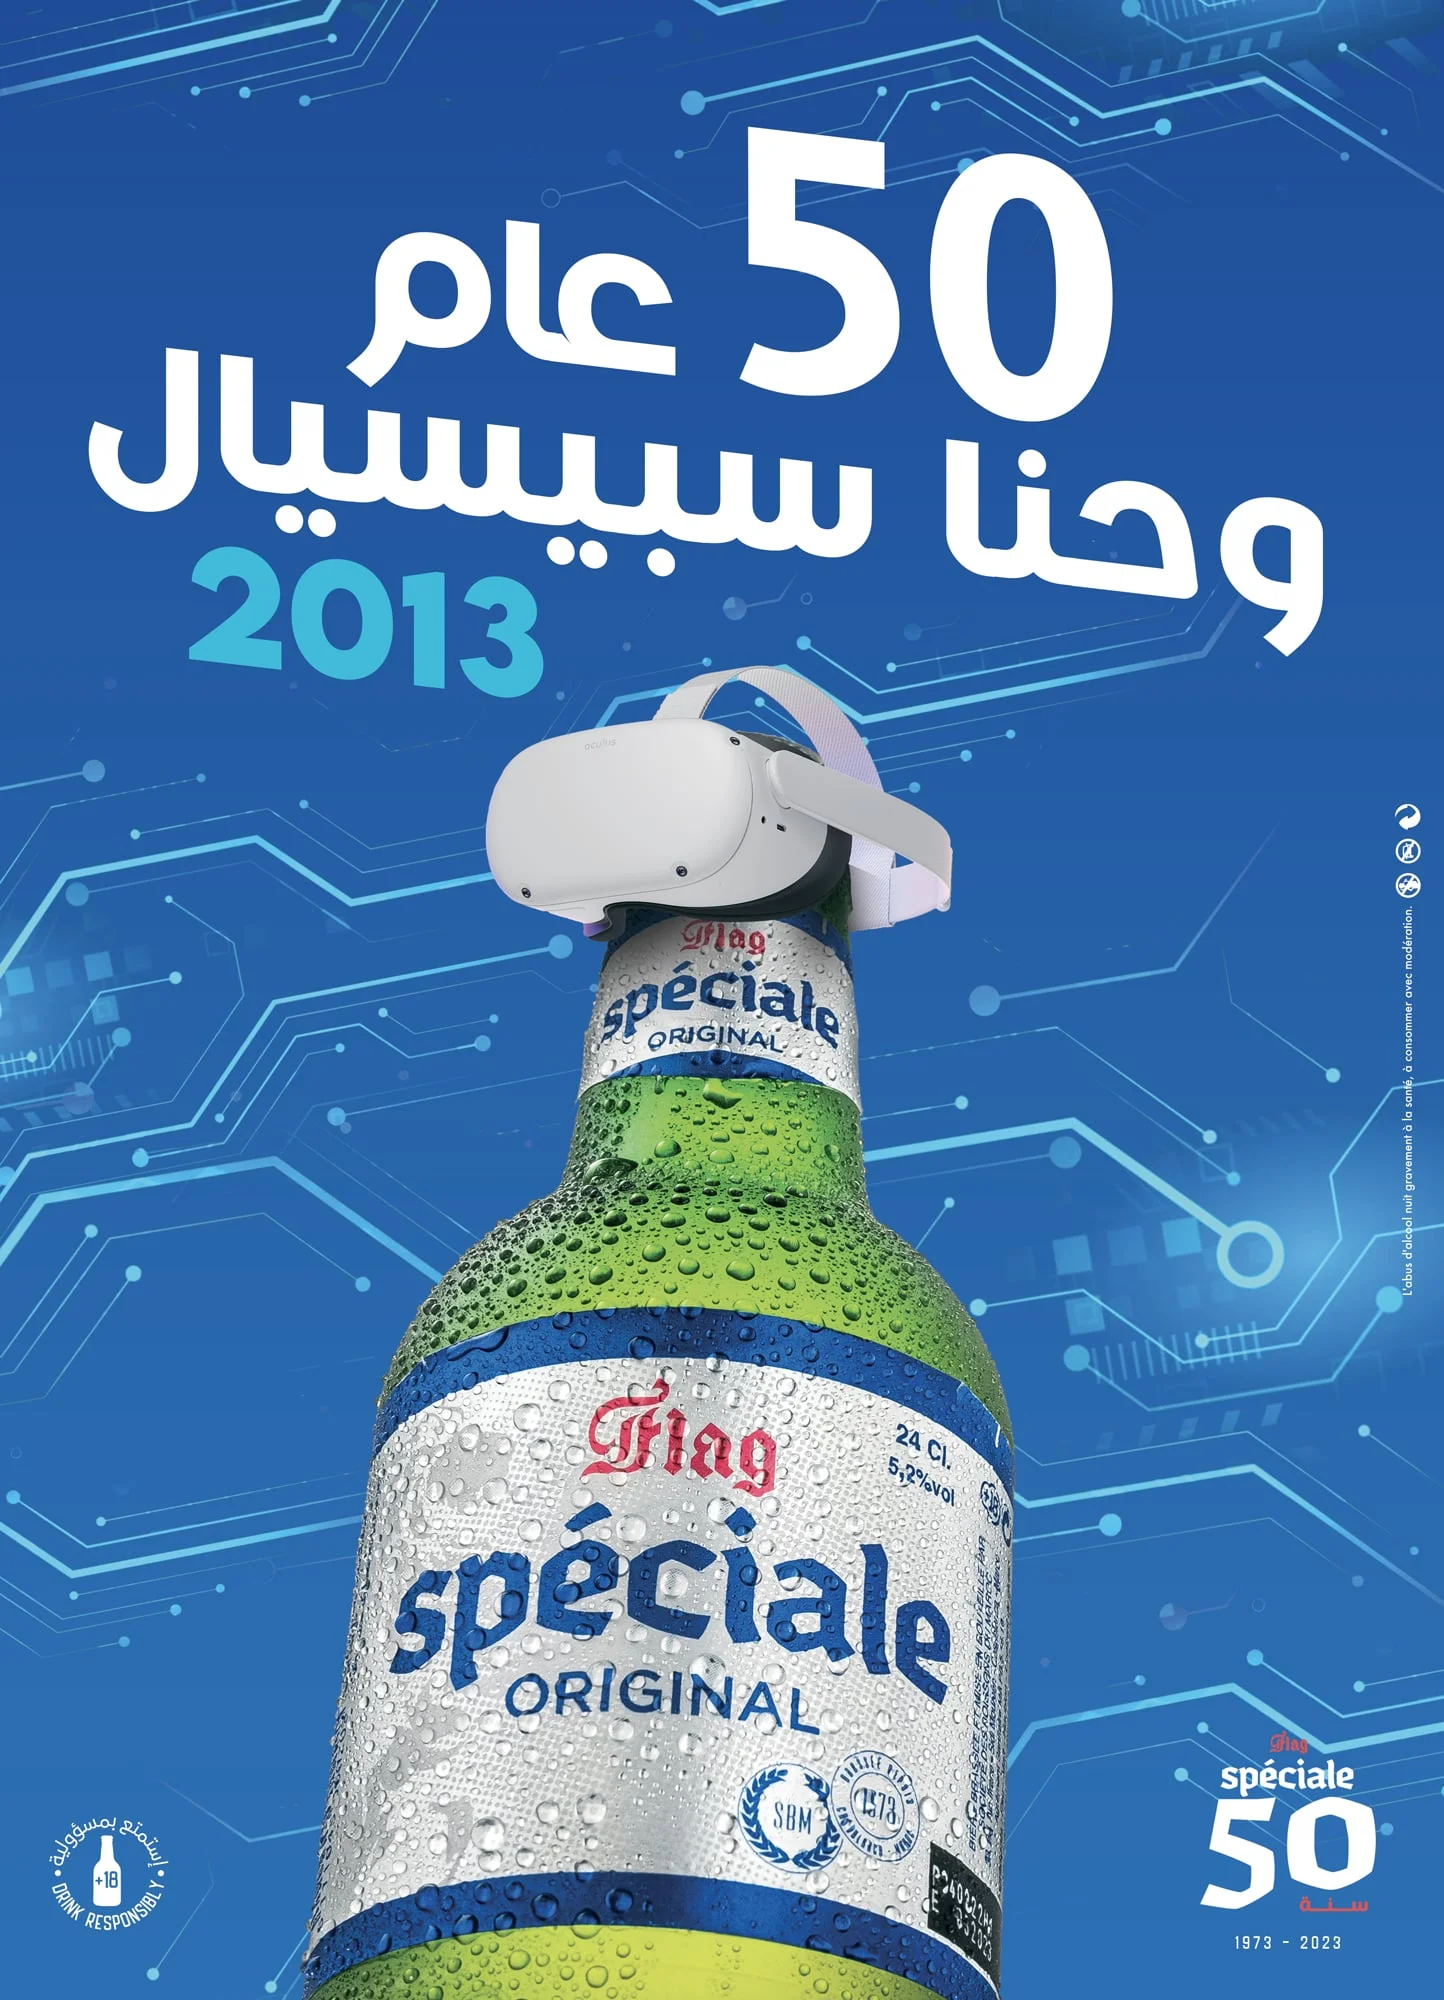 50 عام
وحنا سبيسيال
2013
oculus
Flag
spéciale
ORIGINAL
Flag
24 Cl.
5,2%vol
+18
spéciale
ORIGINAL
SBM
1973
L'abus d'alcool nuit gravement à la santé, à consommer avec modération.
إستمتع بمسؤولية
+18
DRINK RESPONSIBLY
Flag
spéciale
50
سنة
1973 - 2023